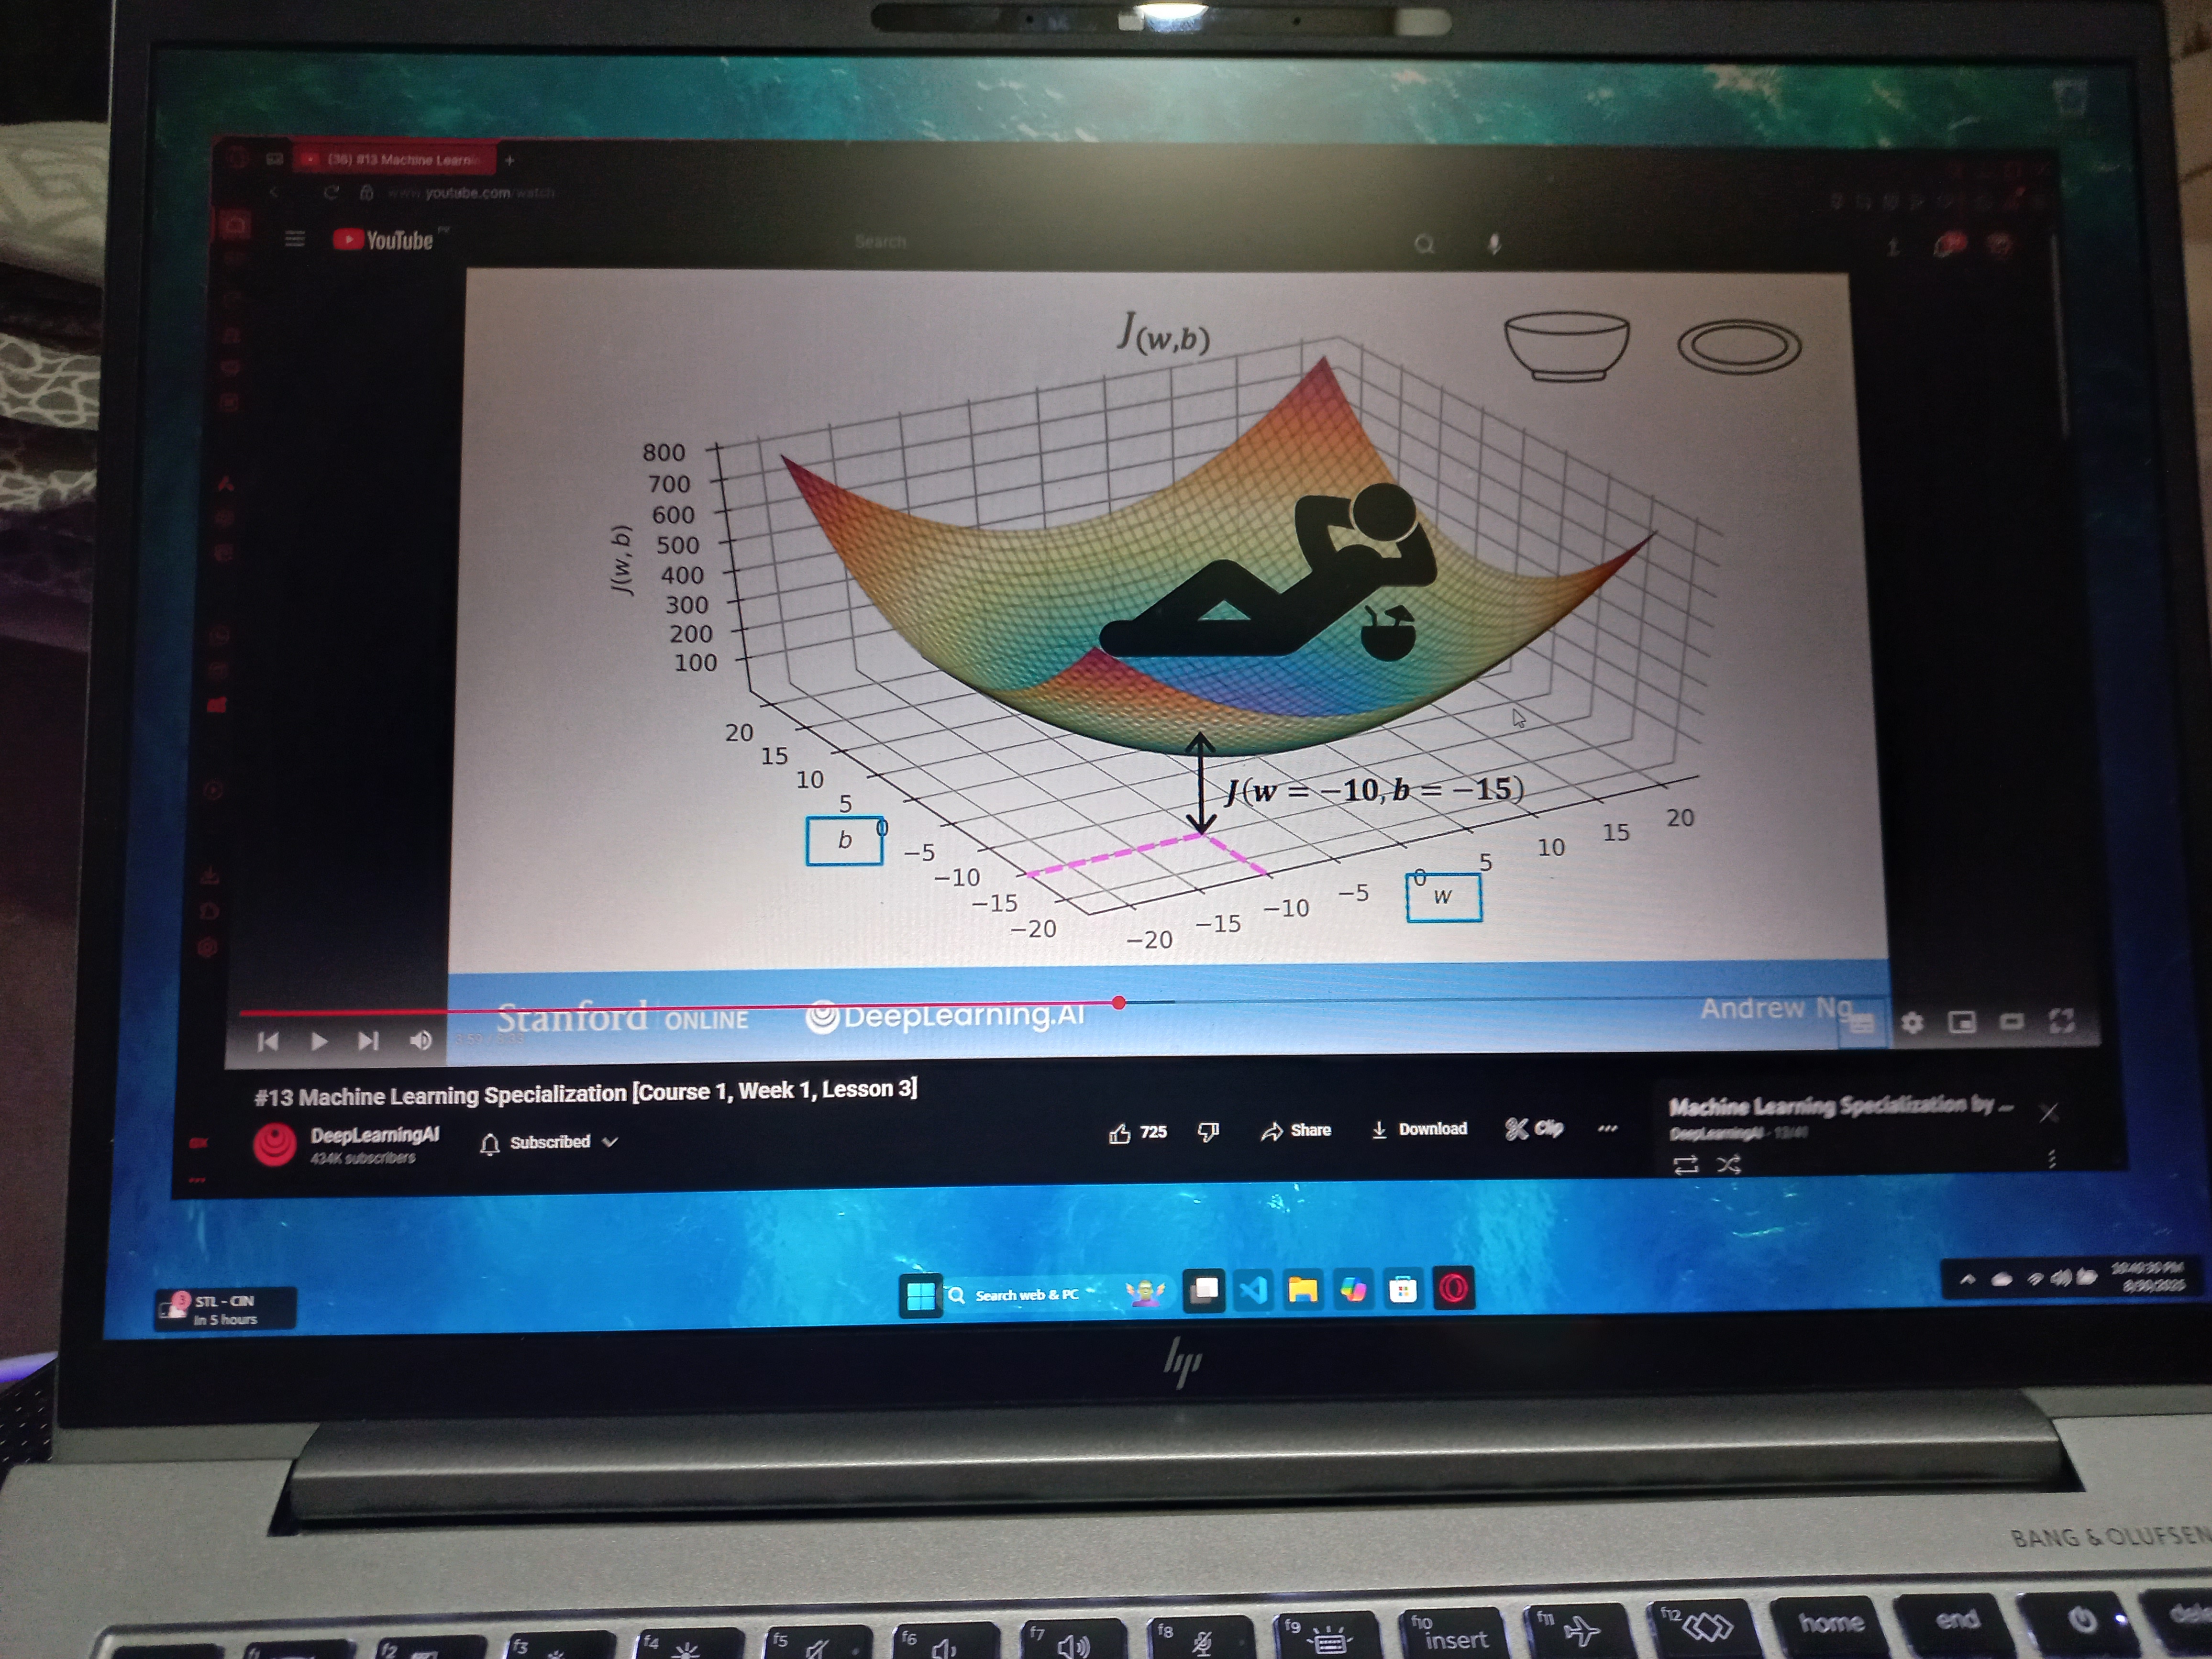 (36) #13 Machine Learnin
www.youtube.com/watch
YouTube
Search
J(w,b)
J(w, b)
800
700
600
500
400
300
200
100
20
15
10
5
0
−5
−10
−15
−20
b
−20
−15
−10
−5
0
5
10
15
20
w
J(w = −10, b = −15)
Stanford ONLINE
DeepLearning.AI
Andrew Ng
#13 Machine Learning Specialization [Course 1, Week 1, Lesson 3]
DeepLearningAI
434K subscribers
Subscribed
725
Share
Download
Clip
Machine Learning Specialization by ...
DeepLearningAI
STL - CIN
In 5 hours
3
Search web & PC
hp
BANG & OLUFSEN
f2
f3
f4
f5
f6
f7
f8
f9
f10
insert
f11
f12
home
end